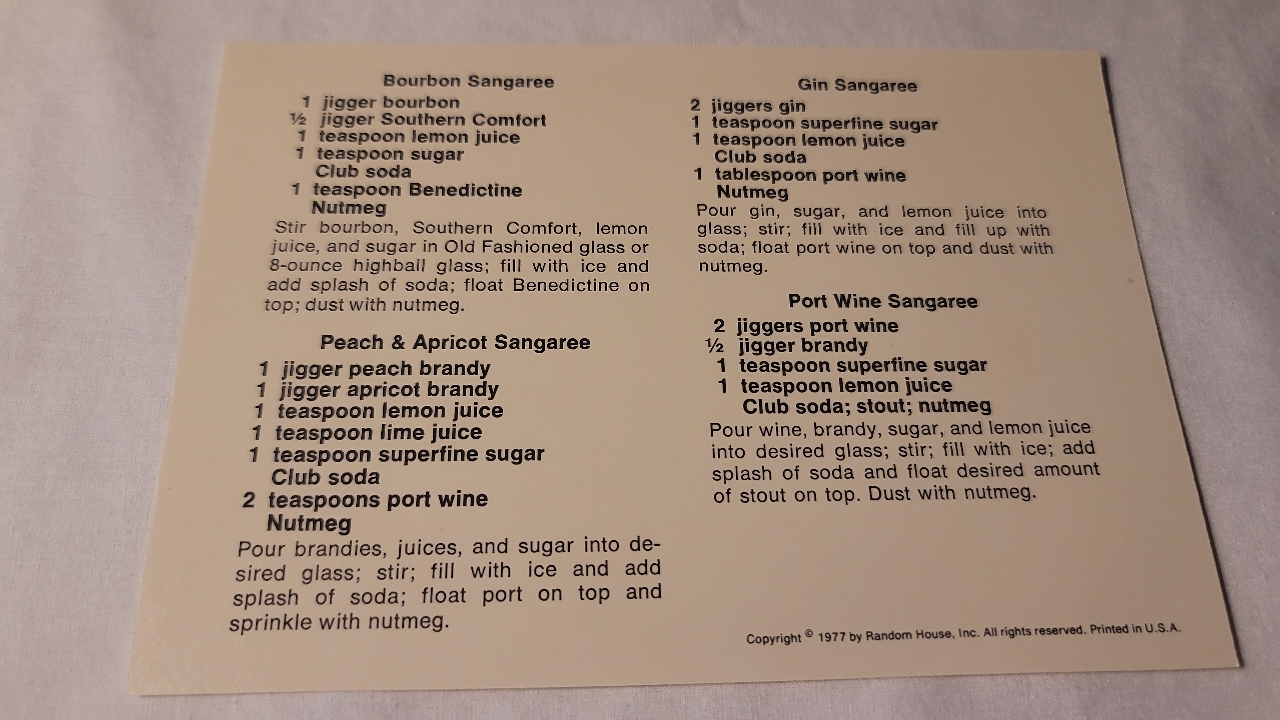 Bourbon Sangaree
1 jigger bourbon
½ jigger Southern Comfort
1 teaspoon lemon juice
1 teaspoon sugar
Club soda
1 teaspoon Benedictine
Nutmeg
Stir bourbon, Southern Comfort, lemon
juice, and sugar in Old Fashioned glass or
8-ounce highball glass; fill with ice and
add splash of soda; float Benedictine on
top; dust with nutmeg.
Peach & Apricot Sangaree
1 jigger peach brandy
1 jigger apricot brandy
1 teaspoon lemon juice
1 teaspoon lime juice
1 teaspoon superfine sugar
Club soda
2 teaspoons port wine
Nutmeg
Pour brandies, juices, and sugar into de-
sired glass; stir; fill with ice and add
splash of soda; float port on top and
sprinkle with nutmeg.
Gin Sangaree
2 jiggers gin
1 teaspoon superfine sugar
1 teaspoon lemon juice
Club soda
1 tablespoon port wine
Nutmeg
Pour gin, sugar, and lemon juice into
glass; stir; fill with ice and fill up with
soda; float port wine on top and dust with
nutmeg.
Port Wine Sangaree
2 jiggers port wine
½ jigger brandy
1 teaspoon superfine sugar
1 teaspoon lemon juice
Club soda; stout; nutmeg
Pour wine, brandy, sugar, and lemon juice
into desired glass; stir; fill with ice; add
splash of soda and float desired amount
of stout on top. Dust with nutmeg.
Copyright © 1977 by Random House, Inc. All rights reserved. Printed in U.S.A.